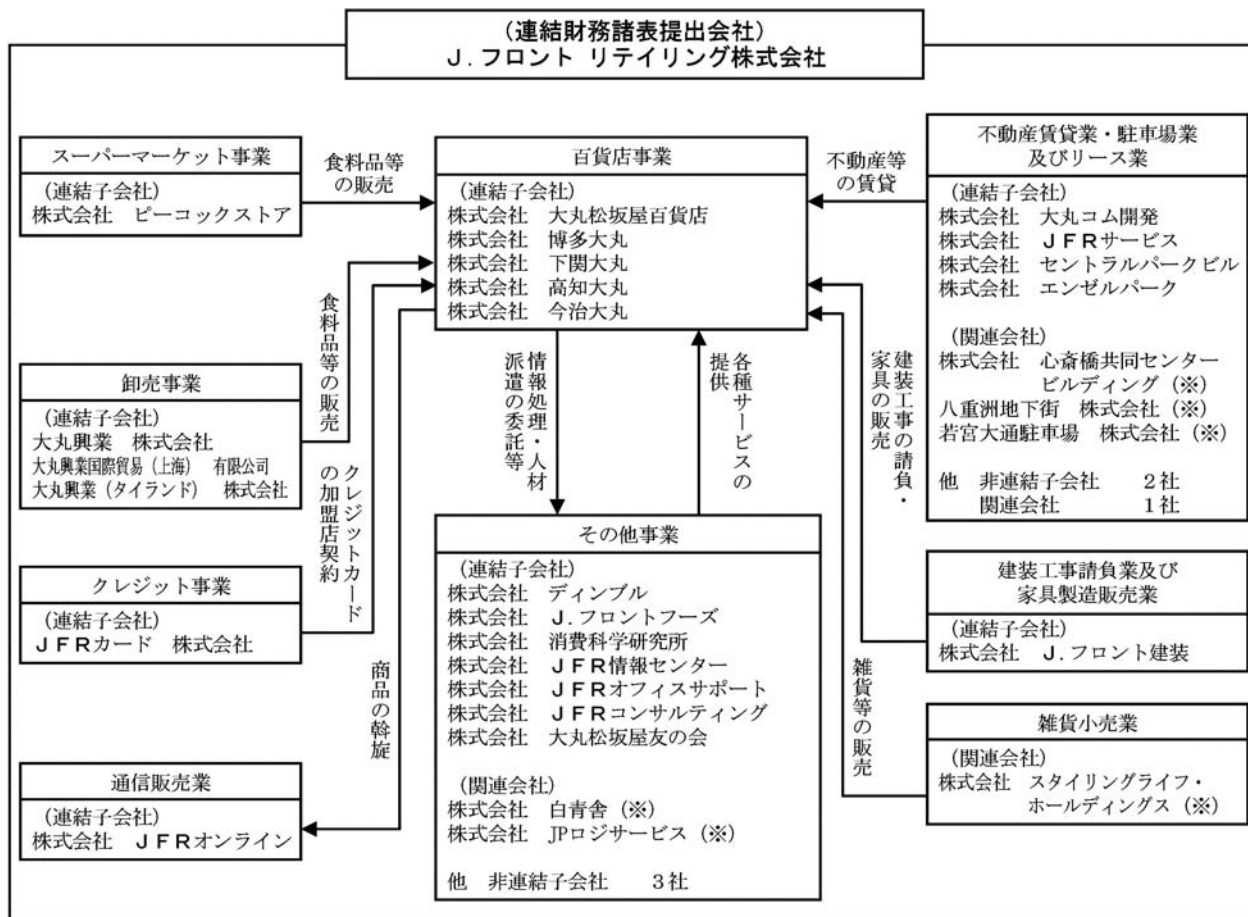 (連結財務諸表提出会社)
J.フロント リテイリング株式会社
スーパーマーケット事業
(連結子会社)
株式会社 ピーコックストア
食料品等
の販売
百貨店事業
(連結子会社)
株式会社 大丸松坂屋百貨店
株式会社 博多大丸
株式会社 下関大丸
株式会社 高知大丸
株式会社 今治大丸
不動産等
の賃貸
不動産賃貸業・駐車場業
及びリース業
(連結子会社)
株式会社 大丸コム開発
株式会社 JFRサービス
株式会社 セントラルパークビル
株式会社 エンゼルパーク
(関連会社)
株式会社 心斎橋共同センター
ビルディング(※)
八重洲地下街 株式会社(※)
若宮大通駐車場 株式会社(※)
他 非連結子会社 2社
関連会社 1社
卸売事業
(連結子会社)
大丸興業 株式会社
大丸興業国際貿易(上海) 有限公司
大丸興業(タイランド) 株式会社
食料品等の販売
クレジットカード
の加盟店契約
情報処理・人材
派遣の委託等
各種サービスの
提供
建装工事の請負・
家具の販売
クレジット事業
(連結子会社)
JFRカード 株式会社
商品の斡旋
通信販売業
(連結子会社)
株式会社 JFRオンライン
その他事業
(連結子会社)
株式会社 ディンブル
株式会社 J.フロントフーズ
株式会社 消費科学研究所
株式会社 JFR情報センター
株式会社 JFRオフィスサポート
株式会社 JFRコンサルティング
株式会社 大丸松坂屋友の会
(関連会社)
株式会社 白青舎(※)
株式会社 JPロジサービス(※)
他 非連結子会社 3社
雑貨等の販売
建装工事請負業及び
家具製造販売業
(連結子会社)
株式会社 J.フロント建装
雑貨小売業
(関連会社)
株式会社 スタイリングライフ・
ホールディングス(※)